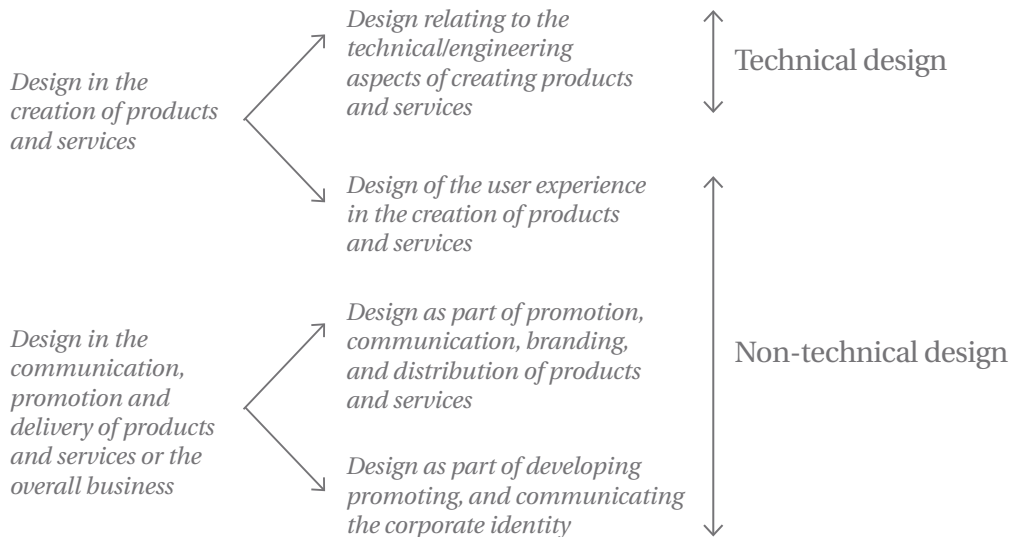 Design in the
creation of products
and services
Design relating to the
technical/engineering
aspects of creating products
and services
Technical design
Design of the user experience
in the creation of products
and services
Design in the
communication,
promotion and
delivery of products
and services or the
overall business
Design as part of promotion,
communication, branding,
and distribution of products
and services
Design as part of developing
promoting, and communicating
the corporate identity
Non-technical design